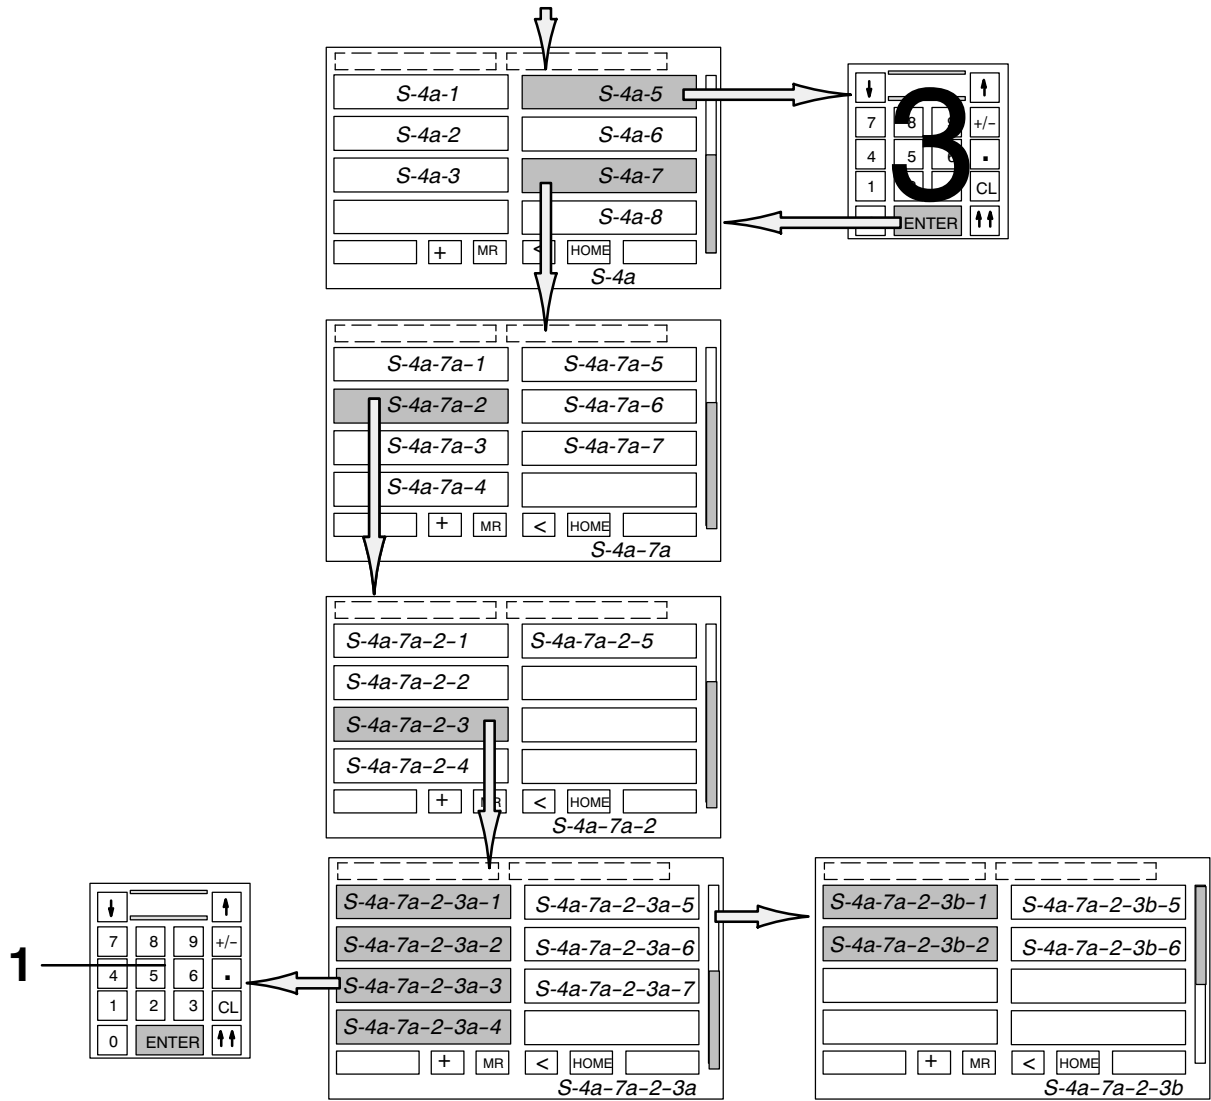 S-4a-1 S-4a-5
S-4a-2 S-4a-6
S-4a-3 S-4a-7
S-4a-8
+ MR < HOME
S-4a
7 8 9 +/−
4 5 6 .
1 CL
ENTER
3
S-4a-7a−1 S-4a-7a−5
S-4a-7a−2 S-4a-7a−6
S-4a-7a−3 S-4a-7a−7
S-4a-7a−4
+ MR < HOME
S-4a−7a
S-4a-7a−2−1 S-4a-7a−2−5
S-4a-7a−2−2
S-4a-7a−2−3
S-4a-7a−2−4
+ MR < HOME
S-4a−7a−2
1
7 8 9 +/−
4 5 6 .
1 2 3 CL
0 ENTER
S-4a-7a−2−3a−1 S-4a-7a−2−3a−5
S-4a-7a−2−3a−2 S-4a-7a−2−3a−6
S-4a-7a−2−3a−3 S-4a-7a−2−3a−7
S-4a-7a−2−3a−4
+ MR < HOME
S-4a−7a−2−3a
S-4a-7a−2−3b−1 S-4a-7a−2−3b−5
S-4a-7a−2−3b−2 S-4a-7a−2−3b−6
+ MR < HOME
S-4a−7a−2−3b